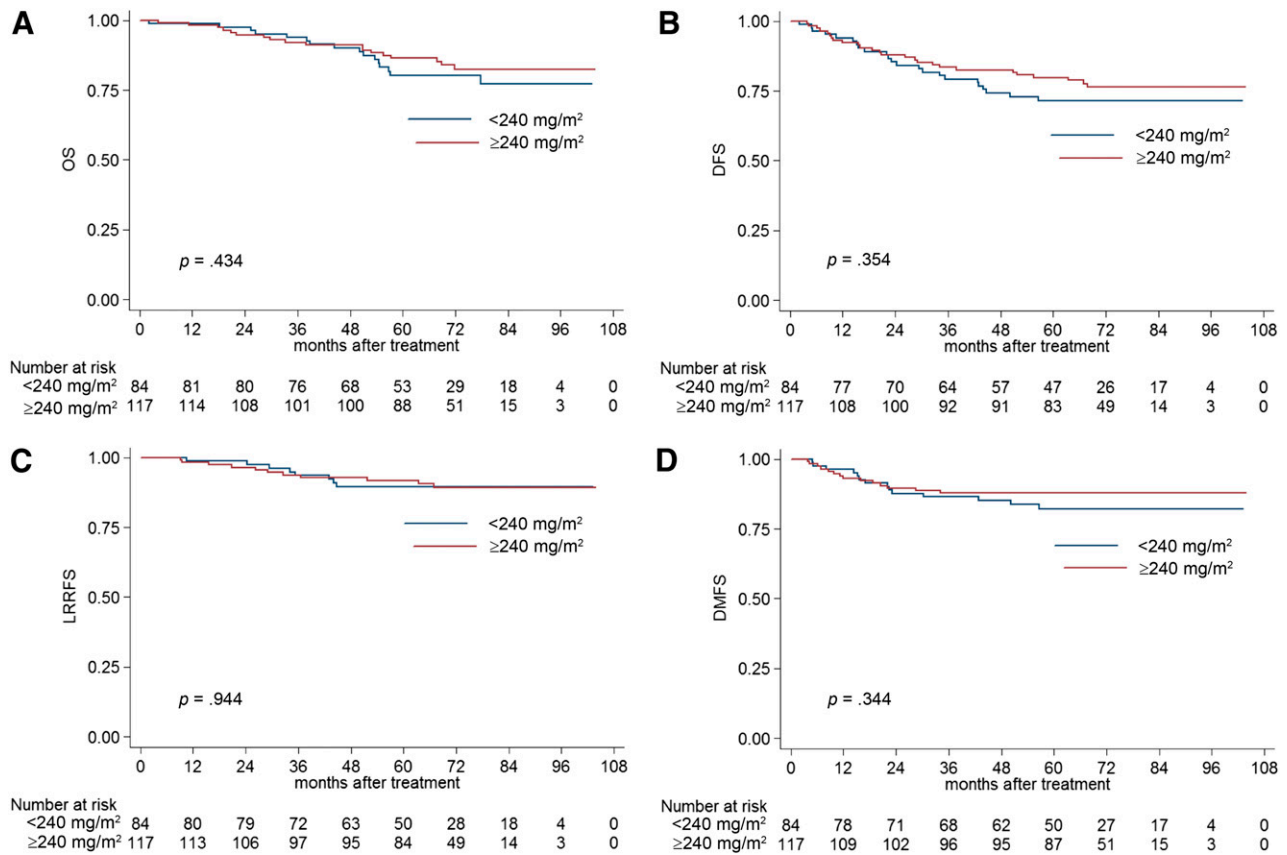 A
1.00
0.75
0.50
0.25
0.00
OS
<240 mg/m²
≥240 mg/m²
p = .434
0 12 24 36 48 60 72 84 96 108
months after treatment
Number at risk
<240 mg/m² 84 81 80 76 68 53 29 18 4 0
≥240 mg/m² 117 114 108 101 100 88 51 15 3 0
B
1.00
0.75
0.50
0.25
0.00
DFS
<240 mg/m²
≥240 mg/m²
p = .354
0 12 24 36 48 60 72 84 96 108
months after treatment
Number at risk
<240 mg/m² 84 77 70 64 57 47 26 17 4 0
≥240 mg/m² 117 108 100 92 91 83 49 14 3 0
C
1.00
0.75
0.50
0.25
0.00
LRRFS
<240 mg/m²
≥240 mg/m²
p = .944
0 12 24 36 48 60 72 84 96 108
months after treatment
Number at risk
<240 mg/m² 84 80 79 72 63 50 28 18 4 0
≥240 mg/m² 117 113 106 97 95 84 49 14 3 0
D
1.00
0.75
0.50
0.25
0.00
DMFS
<240 mg/m²
≥240 mg/m²
p = .344
0 12 24 36 48 60 72 84 96 108
months after treatment
Number at risk
<240 mg/m² 84 78 71 68 62 50 27 17 4 0
≥240 mg/m² 117 109 102 96 95 87 51 15 3 0